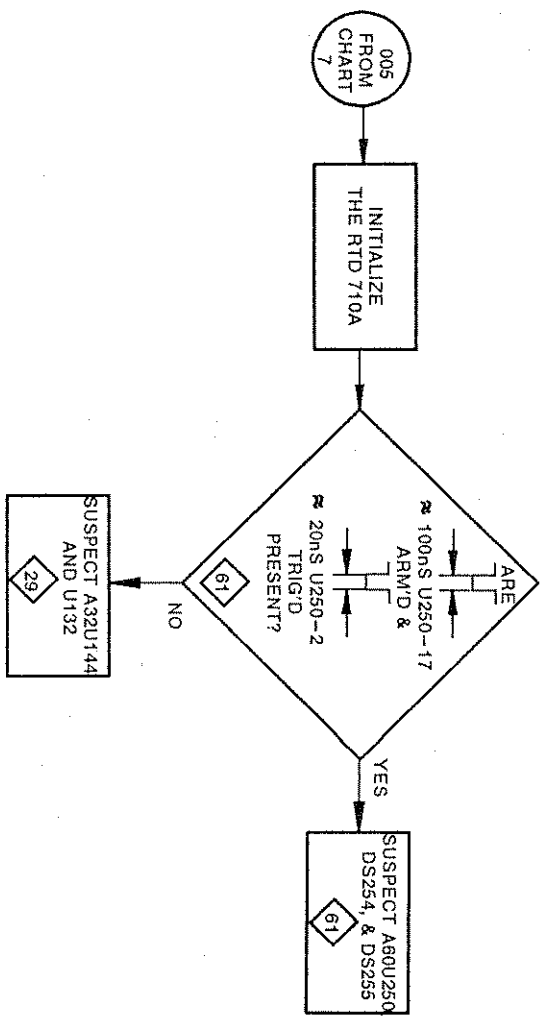 005
FROM
CHART
7
INITIALIZE
THE RTD 710A
ARE
≈ 100nS U250-17
ARM'D &
≈ 20nS U250-2
TRIG'D
PRESENT?
61
YES
SUSPECT A60U250,
DS254, & DS255
61
NO
SUSPECT A32U144
AND U132
29